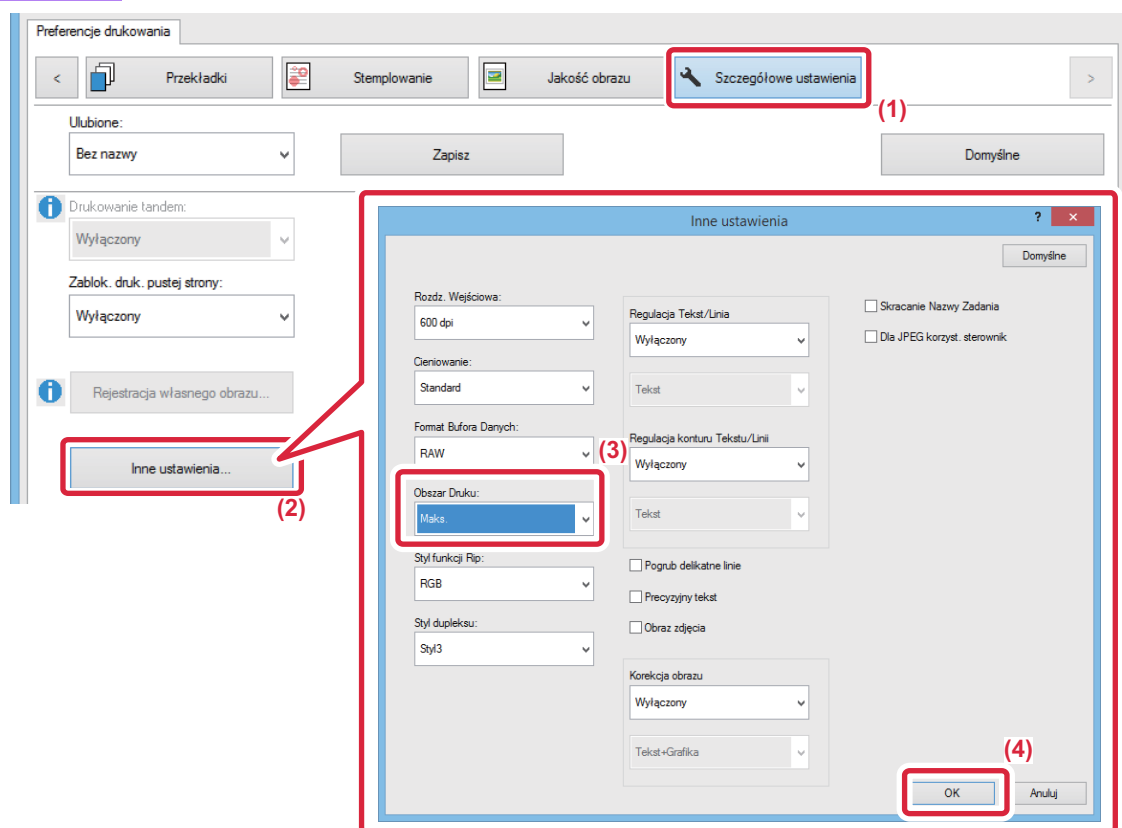 Preferencje drukowania
<
Przekładki
Stemplowanie
Jakość obrazu
Szczegółowe ustawienia
>
(1)
Ulubione:
Bez nazwy
Zapisz
Domyślne
Drukowanie tandem:
Wyłączony
Zablok. druk. pustej strony:
Wyłączony
Rejestracja własnego obrazu...
Inne ustawienia...
(2)
Inne ustawienia
?
×
Domyślne
Rozdz. Wejściowa:
600 dpi
Cieniowanie:
Standard
Format Bufora Danych:
RAW
(3)
Obszar Druku:
Maks.
Styl funkcji Rip:
RGB
Styl dupleksu:
Styl3
Regulacja Tekst/Linia
Wyłączony
Tekst
Regulacja konturu Tekstu/Linii
Wyłączony
Tekst
Pogrub delikatne linie
Precyzyjny tekst
Obraz zdjęcia
Korekcja obrazu
Wyłączony
Tekst+Grafika
Skracanie Nazwy Zadania
Dla JPEG korzyst. sterownik
(4)
OK
Anuluj